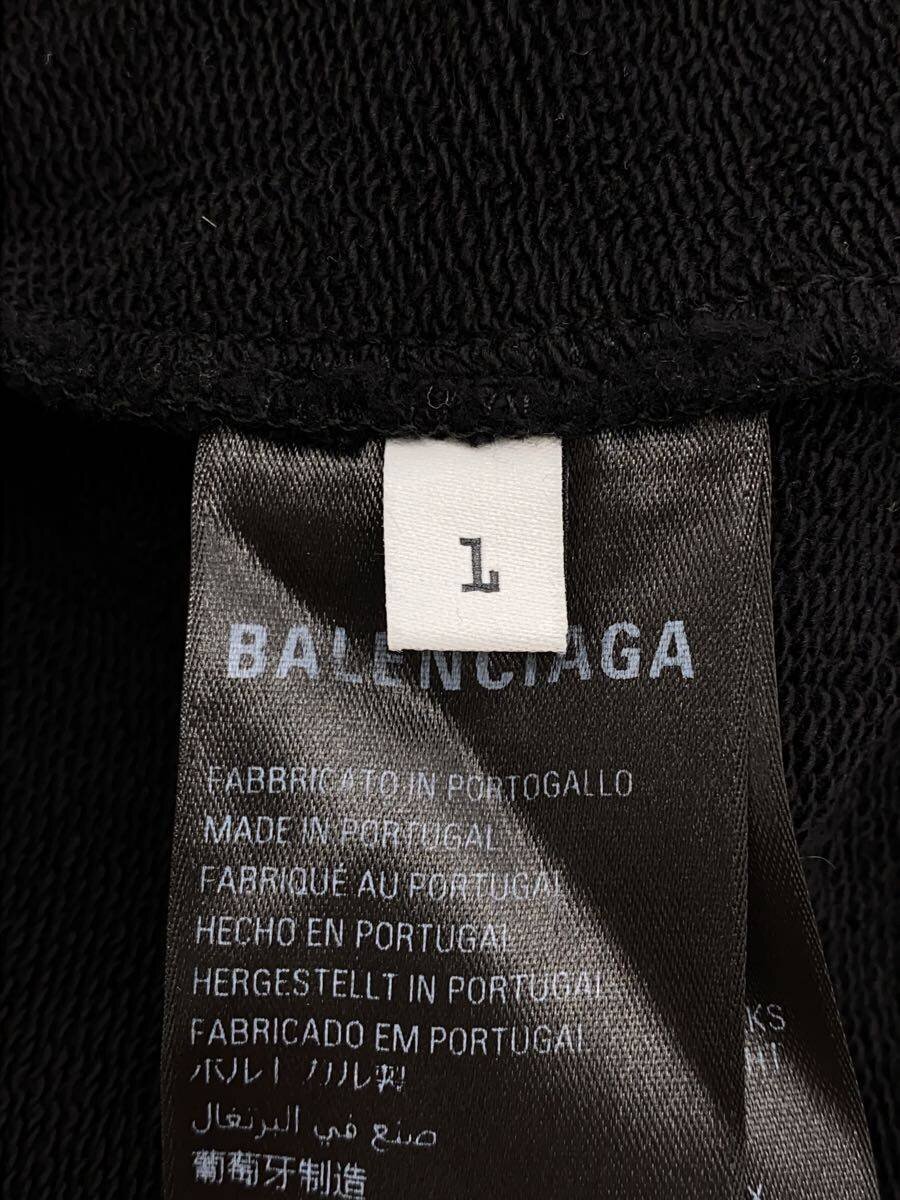 1
BALENCIAGA
FABBRICATO IN PORTOGALLO
MADE IN PORTUGAL
FABRIQUÉ AU PORTUGAL
HECHO EN PORTUGAL
HERGESTELLT IN PORTUGAL
FABRICADO EM PORTUGAL
ポルトガル製
صنع في البرتغال
葡萄牙制造